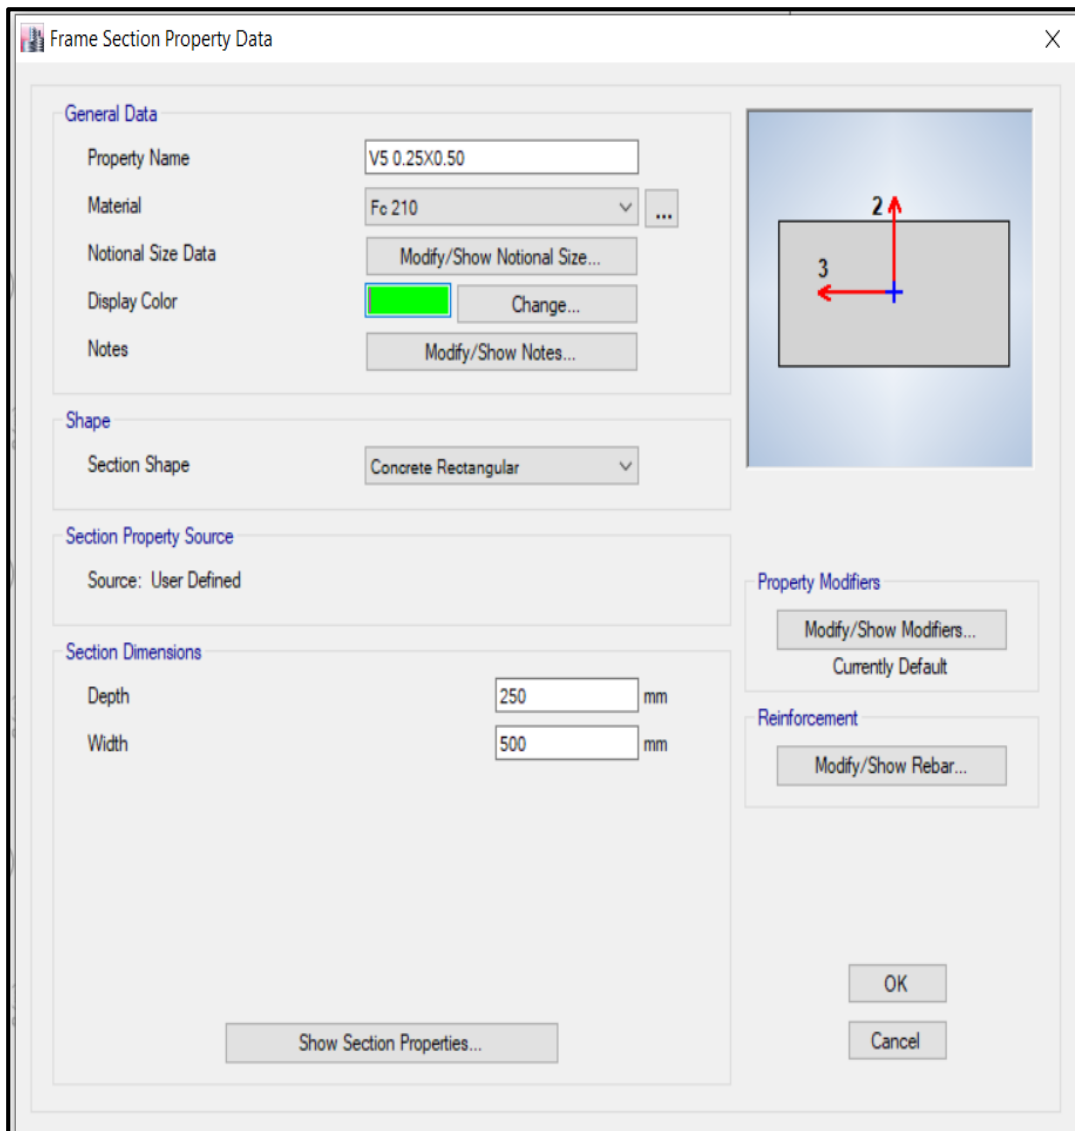 Frame Section Property Data
General Data
Property Name V5 0.25X0.50
Material Fc 210 ...
Notional Size Data Modify/Show Notional Size...
Display Color Change...
Notes Modify/Show Notes...
2
3
Shape
Section Shape Concrete Rectangular
Section Property Source
Source: User Defined
Property Modifiers
Modify/Show Modifiers...
Currently Default
Section Dimensions
Depth 250 mm
Width 500 mm
Reinforcement
Modify/Show Rebar...
OK
Show Section Properties...
Cancel